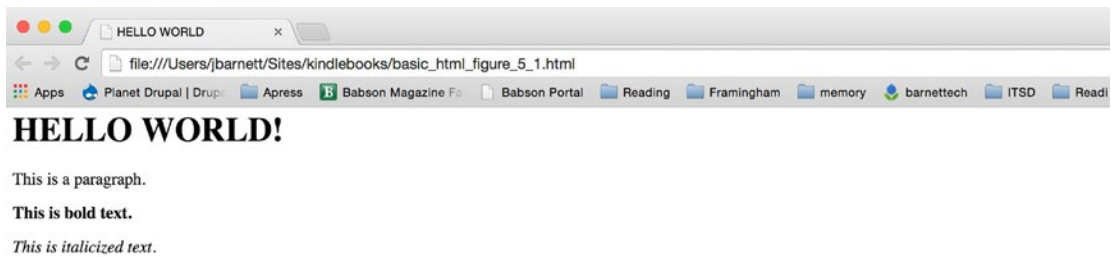 HELLO WORLD
file:///Users/jbarnett/Sites/kindlebooks/basic_html_figure_5_1.html
Apps Planet Drupal | Drup Apress Babson Magazine Fa Babson Portal Reading Framingham memory barnettech ITSD Readi
HELLO WORLD!
This is a paragraph.
This is bold text.
This is italicized text.